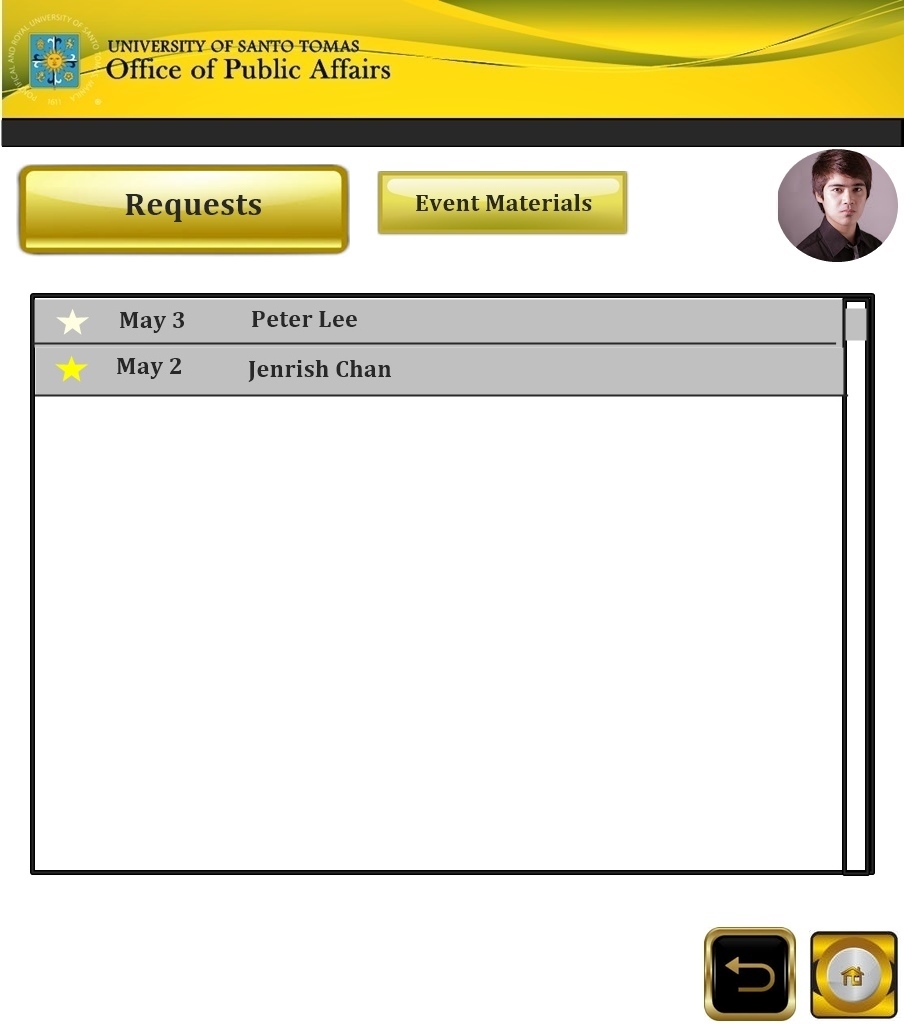 UNIVERSITY OF SANTO TOMAS
Office of Public Affairs
Requests
Event Materials
May 3 Peter Lee
May 2 Jenrish Chan